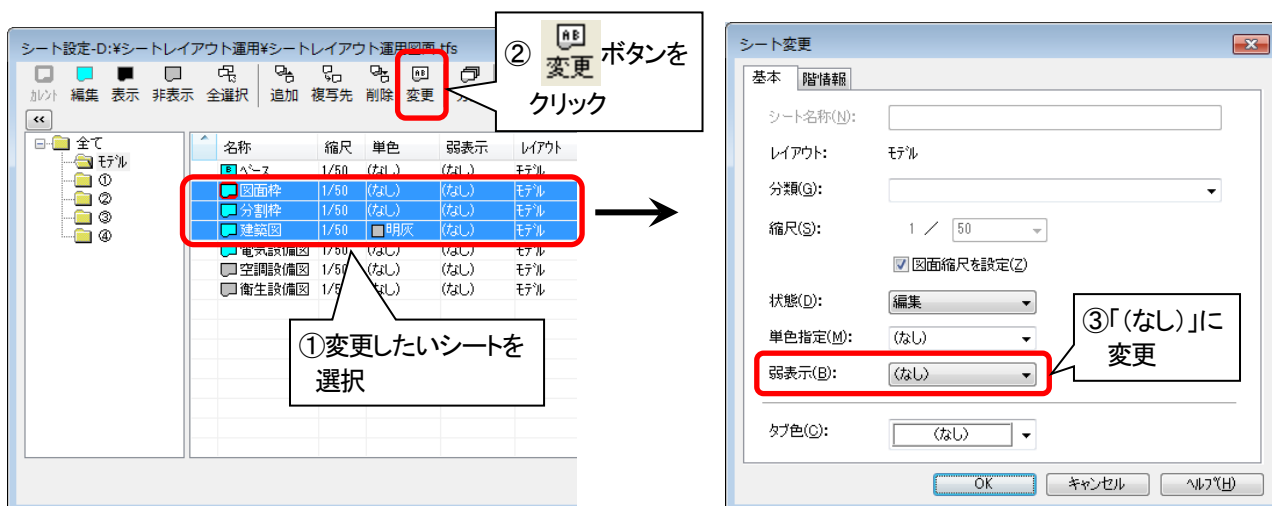 シート設定-D:¥シートレイアウト運用¥シートレイアウト運用図面.tfs
カレント 編集 表示 非表示 全選択 追加 複写先 削除 変更
<<
全て
モデル
①
②
③
④
名称 縮尺 単色 弱表示 レイアウト
ベース 1/50 (なし) (なし) モデル
図面枠 1/50 (なし) (なし) モデル
分割枠 1/50 (なし) (なし) モデル
建築図 1/50 明灰 (なし) モデル
電気設備図 1/50 (なし) (なし) モデル
空調設備図 1/50 (なし) (なし) モデル
衛生設備図 1/50 (なし) (なし) モデル
①変更したいシートを
選択
② AB 変更 ボタンを
クリック
シート変更
基本 階情報
シート名称(N):
レイアウト: モデル
分類(G):
縮尺(S): 1 / 50
図面縮尺を設定(Z)
状態(D): 編集
単色指定(M): (なし)
弱表示(B): (なし)
タブ色(C): (なし)
OK キャンセル ヘルプ(H)
③「(なし)」に
変更